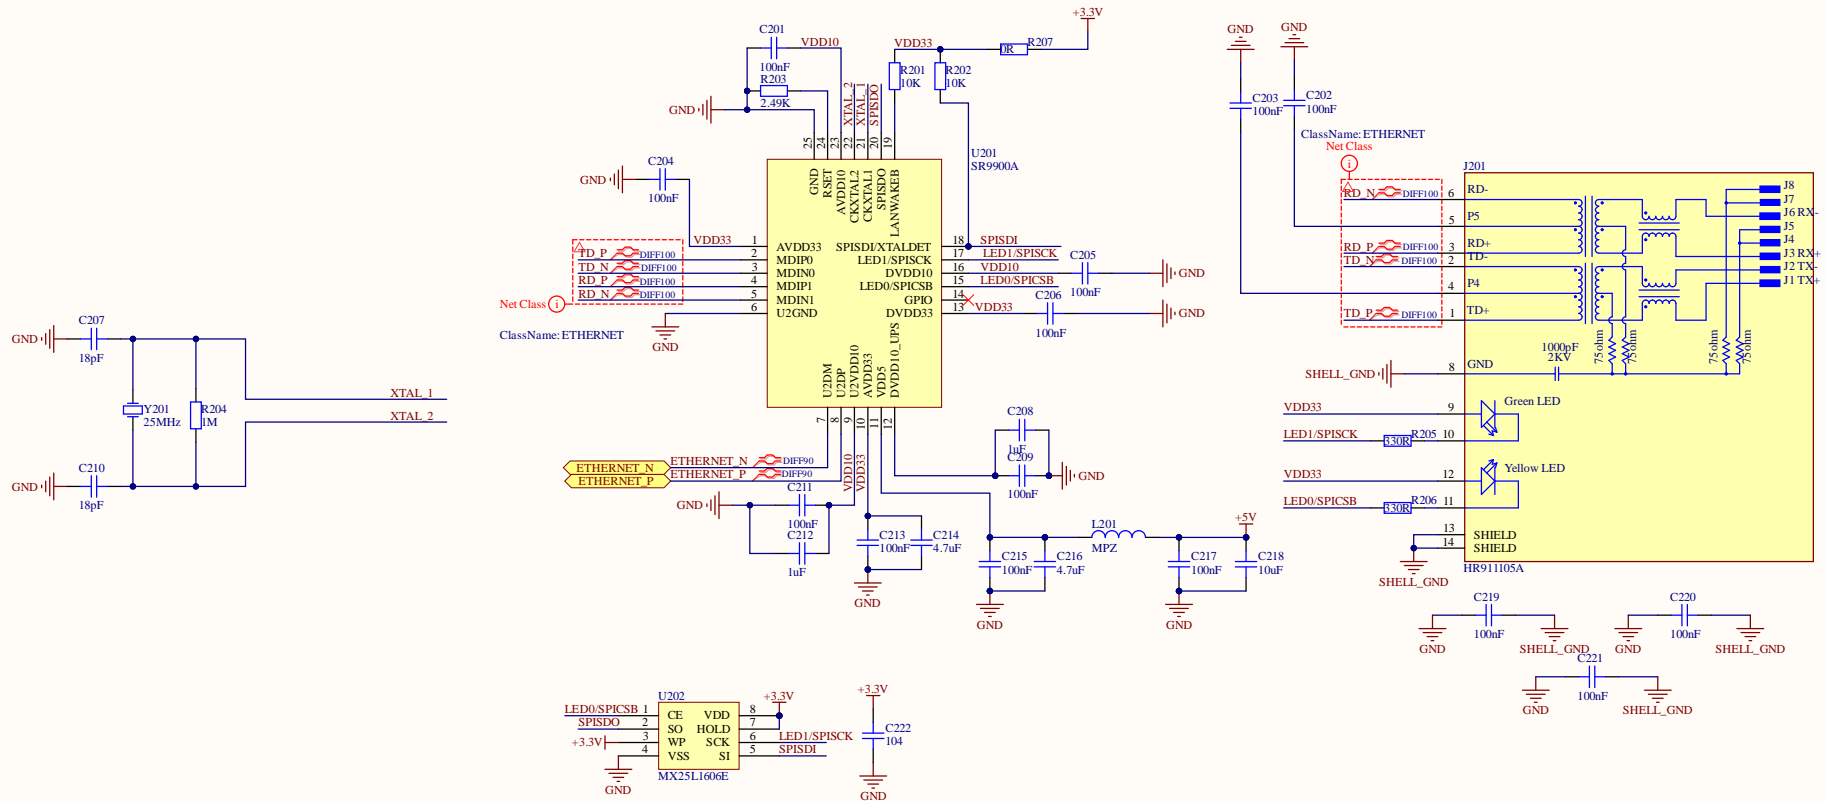 C201
100nF
VDD10
R203
2.49K
GND
VDD33
R201
10K
R202
10K
0R
R207
+3.3V
XTAL_2
XTAL_1
SPISDO
25
24
23
22
21
20
19
U201
SR9900A
GND
RSET
AVDD10
CKXTAL2
CKXTAL1
SPISDO
LANWAKEB
GND
C204
100nF
VDD33
1
2
3
4
5
6
AVDD33
MDIP0
MDIN0
MDIP1
MDIN1
U2GND
TD_P
DIFF100
TD_N
DIFF100
RD_P
DIFF100
RD_N
DIFF100
Net Class
i
ClassName: ETHERNET
GND
SPISDI/XTALDET
LED1/SPISCK
DVDD10
LED0/SPICSB
GPIO
DVDD33
18
17
16
15
14
13
SPISDI
LED1/SPISCK
VDD10
LED0/SPICSB
VDD33
C205
100nF
GND
C206
100nF
GND
U2DM
U2DP
U2VDD10
AVDD33
VDD5
DVDD10_UPS
7
8
9
10
11
12
ETHERNET_N
ETHERNET_P
ETHERNET_N
DIFF90
ETHERNET_P
DIFF90
VDD10
VDD33
GND
C211
100nF
C212
1uF
C213
100nF
C214
4.7uF
GND
C208
1uF
C209
100nF
GND
C215
100nF
C216
4.7uF
GND
L201
MPZ
+5V
C217
100nF
C218
10uF
GND
GND
C207
18pF
Y201
25MHz
R204
1M
XTAL_1
XTAL_2
GND
C210
18pF
GND
GND
C203
100nF
C202
100nF
ClassName: ETHERNET
Net Class
i
RD_N
DIFF100
RD_P
DIFF100
TD_N
DIFF100
TD_P
DIFF100
J201
6
RD-
5
P5
3
RD+
2
TD-
4
P4
1
TD+
J8
J7
J6 RX-
J5
J4
J3 RX+
J2 TX-
J1 TX+
75ohm
75ohm
75ohm
75ohm
1000pF
2KV
SHELL_GND
8
GND
VDD33
9
Green LED
LED1/SPISCK
330R
R205
10
VDD33
12
Yellow LED
LED0/SPICSB
330R
R206
11
13
SHIELD
14
SHIELD
SHELL_GND
HR911105A
C219
100nF
GND
SHELL_GND
C220
100nF
GND
SHELL_GND
C221
100nF
GND
SHELL_GND
U202
LED0/SPICSB
1
CE
SPISDO
2
SO
+3.3V
3
WP
4
VSS
GND
VDD
8
HOLD
7
SCK
6
LED1/SPISCK
SI
5
SPISDI
+3.3V
MX25L1606E
+3.3V
C222
104
GND